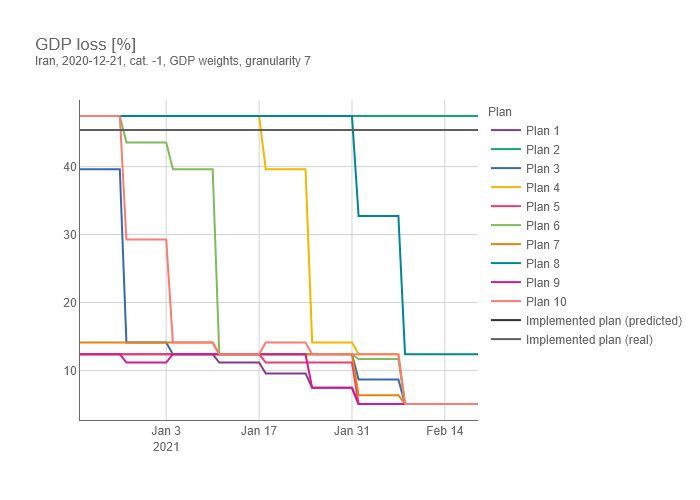 GDP loss [%]
Iran, 2020-12-21, cat. -1, GDP weights, granularity 7
Plan
Plan 1
Plan 2
Plan 3
Plan 4
Plan 5
Plan 6
Plan 7
Plan 8
Plan 9
Plan 10
Implemented plan (predicted)
Implemented plan (real)
40
30
20
10
Jan 3
2021
Jan 17
Jan 31
Feb 14